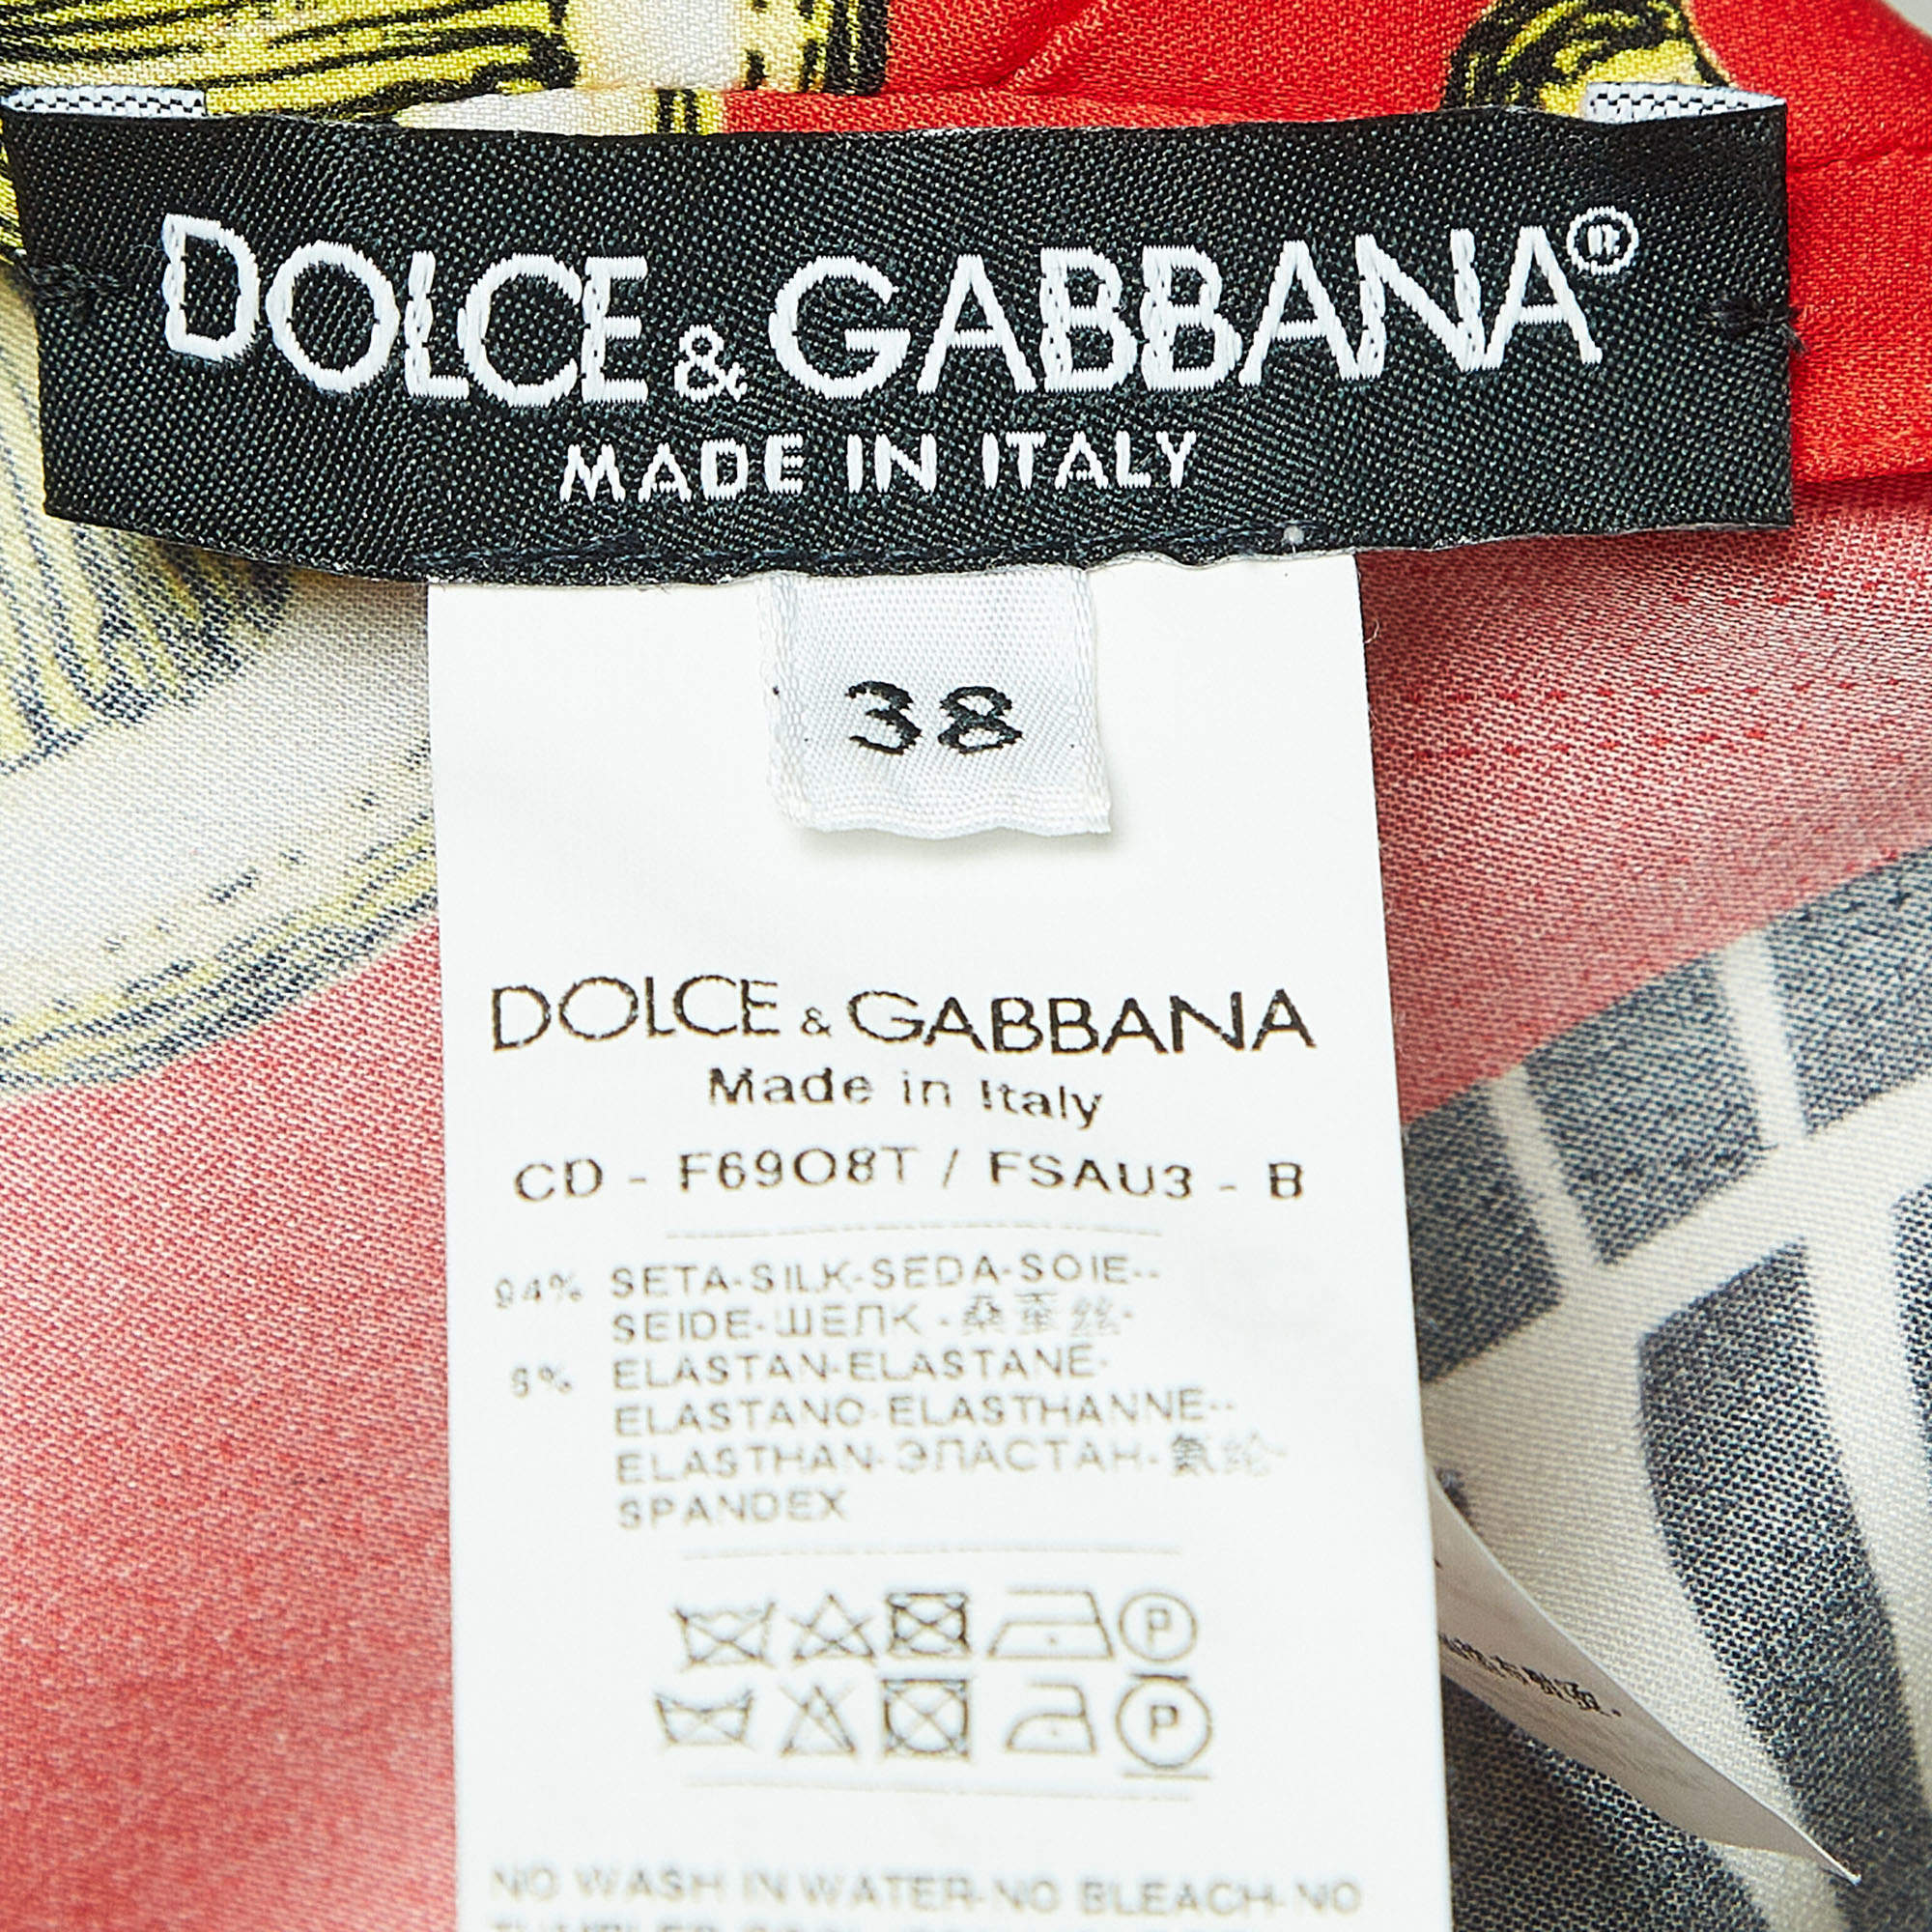 DOLCE & GABBANA®
MADE IN ITALY
38
DOLCE & GABBANA
Made in Italy
CD - F6908T / FSAU3 - B
94% SETA-SILK-SEDA-SOIE--
SEIDE-ШЕЛК-桑蚕丝-
6% ELASTAN-ELASTANE-
ELASTANO-ELASTHANNE--
ELASTHAN-ЭЛАСТАН-氨纶-
SPANDEX
P
P
NO WASH IN WATER-NO BLEACH-NO